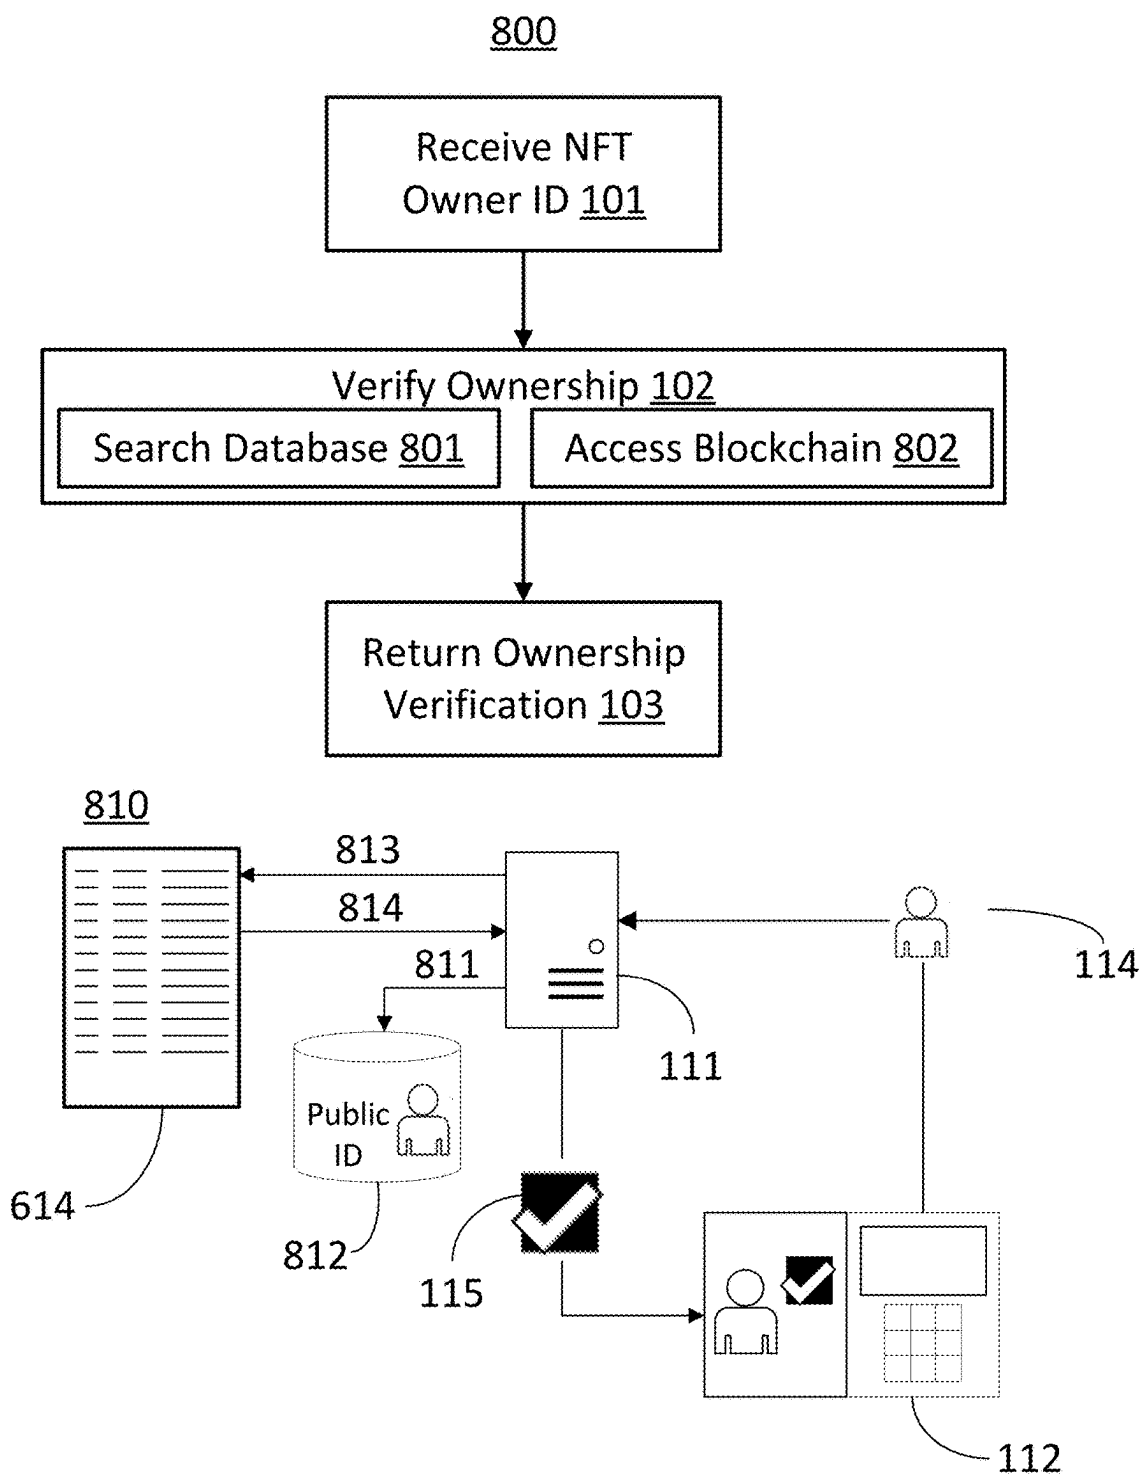 800
Receive NFT
Owner ID 101
Verify Ownership 102
Search Database 801
Access Blockchain 802
Return Ownership
Verification 103
810
813
814
811
114
111
Public
ID
614
812
115
112